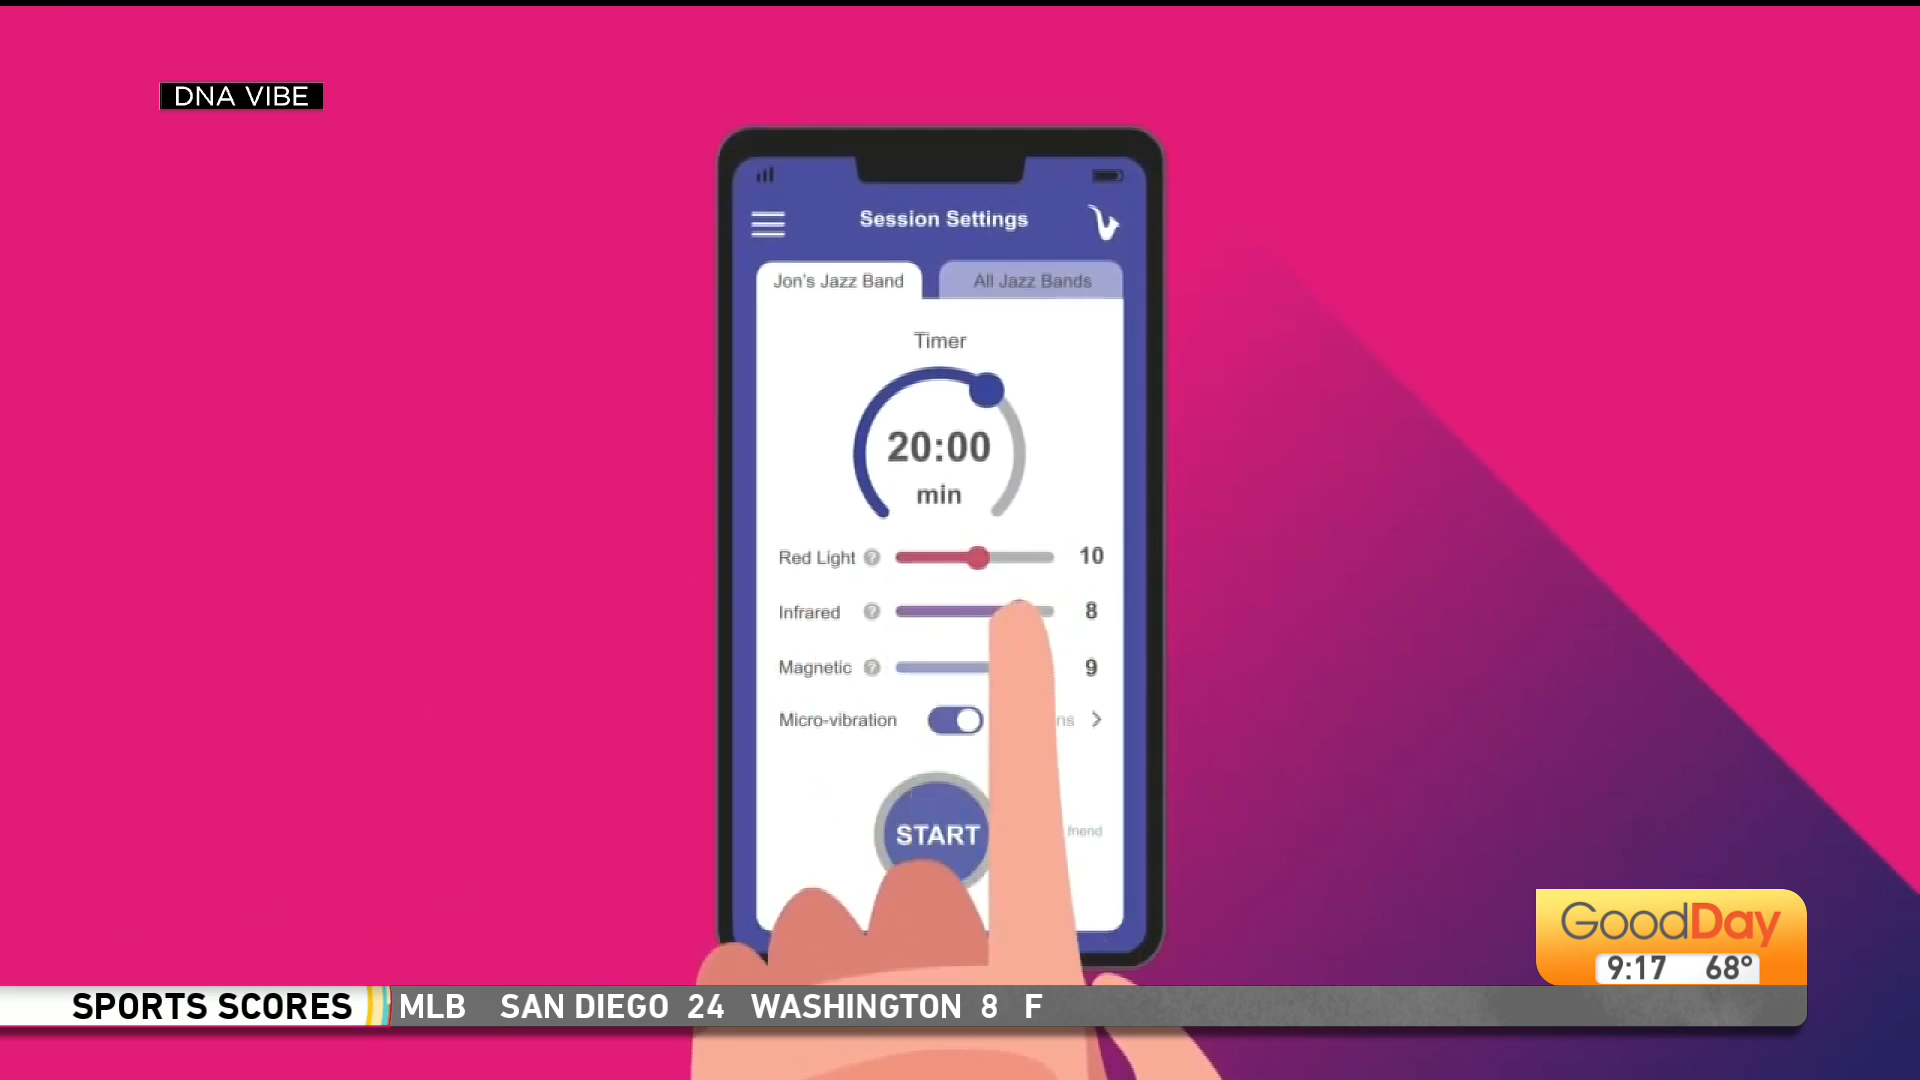 DNA VIBE
Session Settings
Jon's Jazz Band
All Jazz Bands
Timer
20:00
min
Red Light ? 10
Infrared ? 8
Magnetic ? 9
Micro-vibration
START
friend
GoodDay
9:17 68°
SPORTS SCORES MLB SAN DIEGO 24 WASHINGTON 8 F